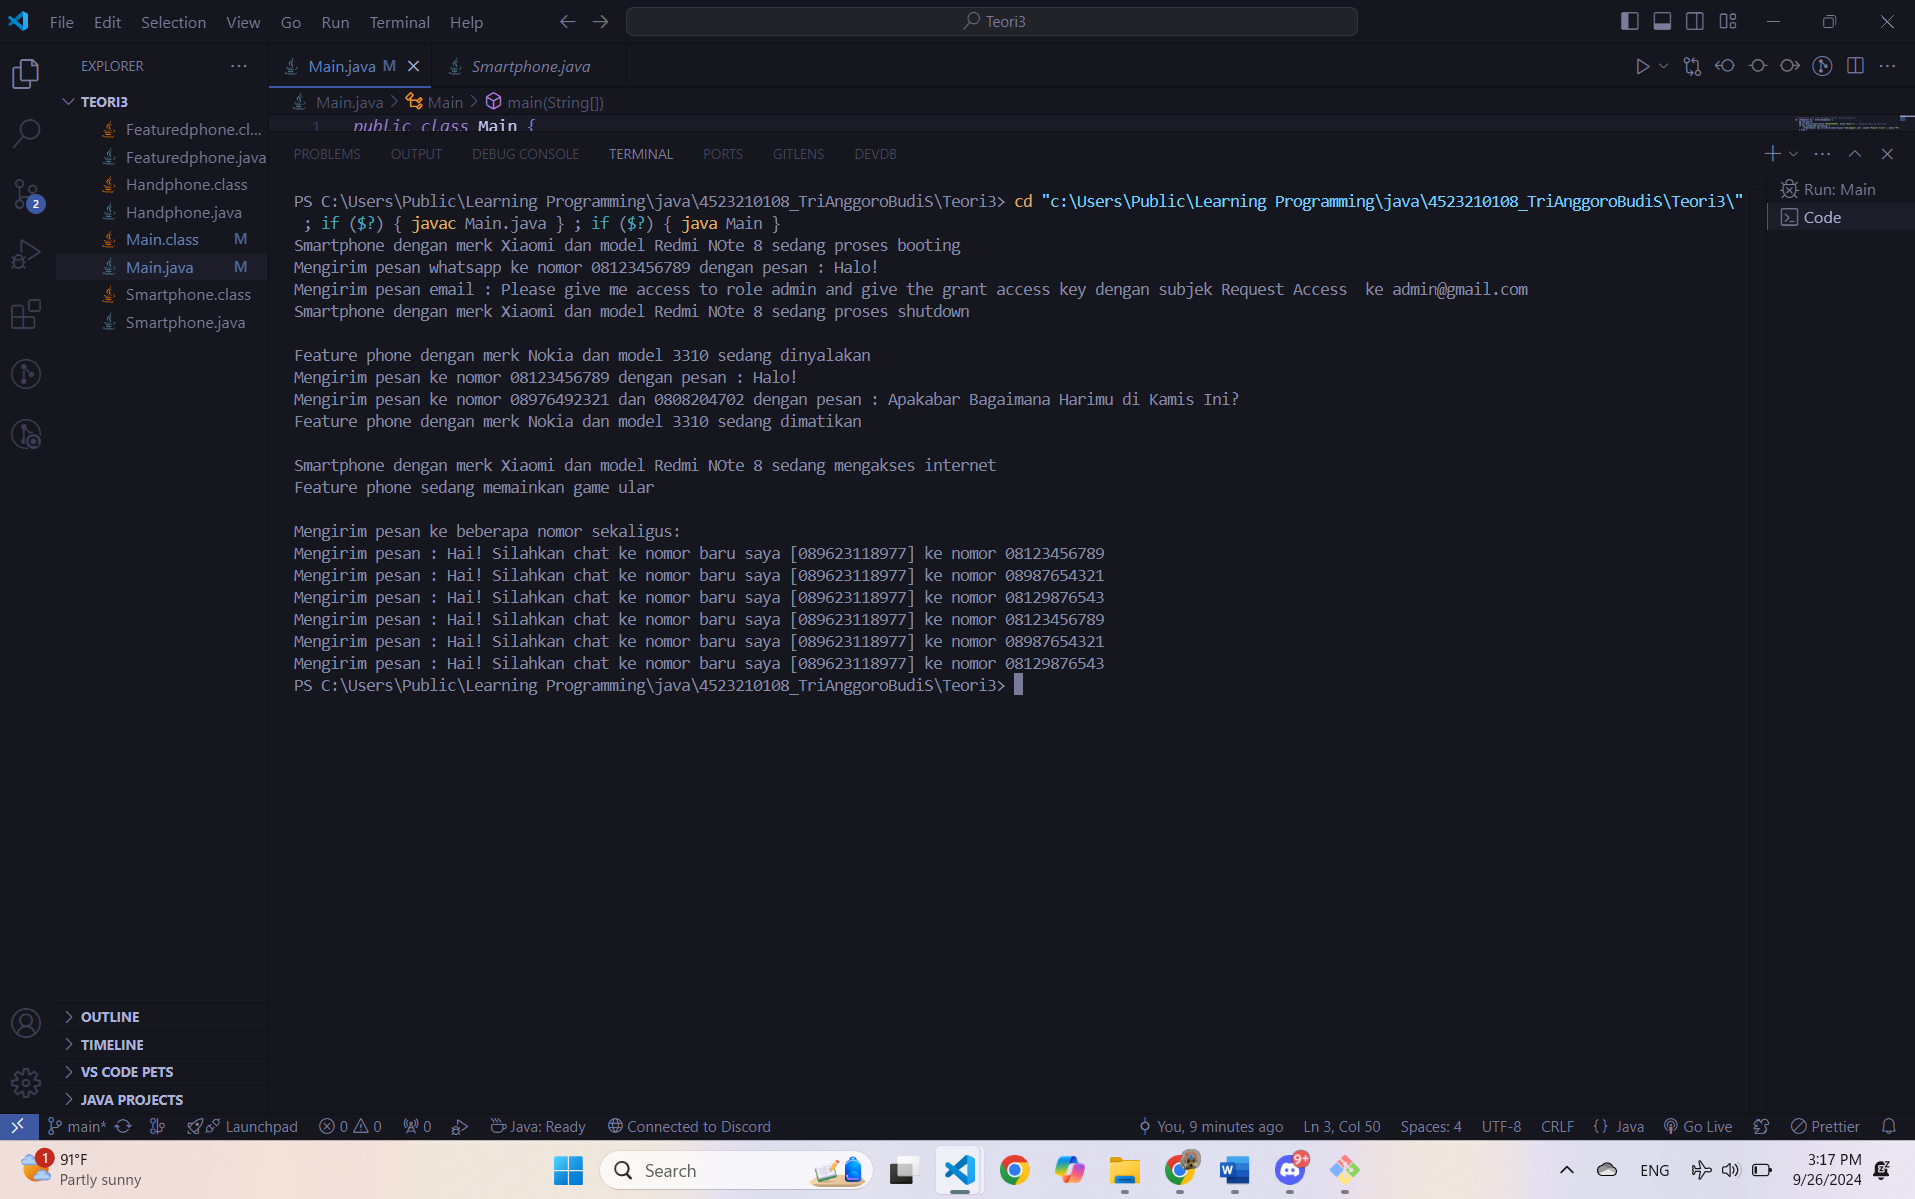 File Edit Selection View Go Run Terminal Help
Teori3
EXPLORER
Main.java M
Smartphone.java
TEORI3
Main.java > Main > main(String[])
Featuredphone.cl...
1 public class Main {
Featuredphone.java
PROBLEMS OUTPUT DEBUG CONSOLE TERMINAL PORTS GITLENS DEVDB
Handphone.class
Run: Main
Handphone.java
Code
Main.class M
Main.java M
Smartphone.class
Smartphone.java
PS C:\Users\Public\Learning Programming\java\4523210108_TriAnggoroBudiS\Teori3> cd "c:\Users\Public\Learning Programming\java\4523210108_TriAnggoroBudiS\Teori3\"
; if ($?) { javac Main.java } ; if ($?) { java Main }
Smartphone dengan merk Xiaomi dan model Redmi NOte 8 sedang proses booting
Mengirim pesan whatsapp ke nomor 08123456789 dengan pesan : Halo!
Mengirim pesan email : Please give me access to role admin and give the grant access key dengan subjek Request Access  ke admin@gmail.com
Smartphone dengan merk Xiaomi dan model Redmi NOte 8 sedang proses shutdown
Feature phone dengan merk Nokia dan model 3310 sedang dinyalakan
Mengirim pesan ke nomor 08123456789 dengan pesan : Halo!
Mengirim pesan ke nomor 08976492321 dan 0808204702 dengan pesan : Apakabar Bagaimana Harimu di Kamis Ini?
Feature phone dengan merk Nokia dan model 3310 sedang dimatikan
Smartphone dengan merk Xiaomi dan model Redmi NOte 8 sedang mengakses internet
Feature phone sedang memainkan game ular
Mengirim pesan ke beberapa nomor sekaligus:
Mengirim pesan : Hai! Silahkan chat ke nomor baru saya [089623118977] ke nomor 08123456789
Mengirim pesan : Hai! Silahkan chat ke nomor baru saya [089623118977] ke nomor 08987654321
Mengirim pesan : Hai! Silahkan chat ke nomor baru saya [089623118977] ke nomor 08129876543
Mengirim pesan : Hai! Silahkan chat ke nomor baru saya [089623118977] ke nomor 08123456789
Mengirim pesan : Hai! Silahkan chat ke nomor baru saya [089623118977] ke nomor 08987654321
Mengirim pesan : Hai! Silahkan chat ke nomor baru saya [089623118977] ke nomor 08129876543
PS C:\Users\Public\Learning Programming\java\4523210108_TriAnggoroBudiS\Teori3>
2
OUTLINE
TIMELINE
VS CODE PETS
JAVA PROJECTS
main* Launchpad 0 0 0 Java: Ready Connected to Discord You, 9 minutes ago Ln 3, Col 50 Spaces: 4 UTF-8 CRLF { } Java Go Live Prettier
1 91°F
Partly sunny
Search
9+
ENG
3:17 PM
9/26/2024